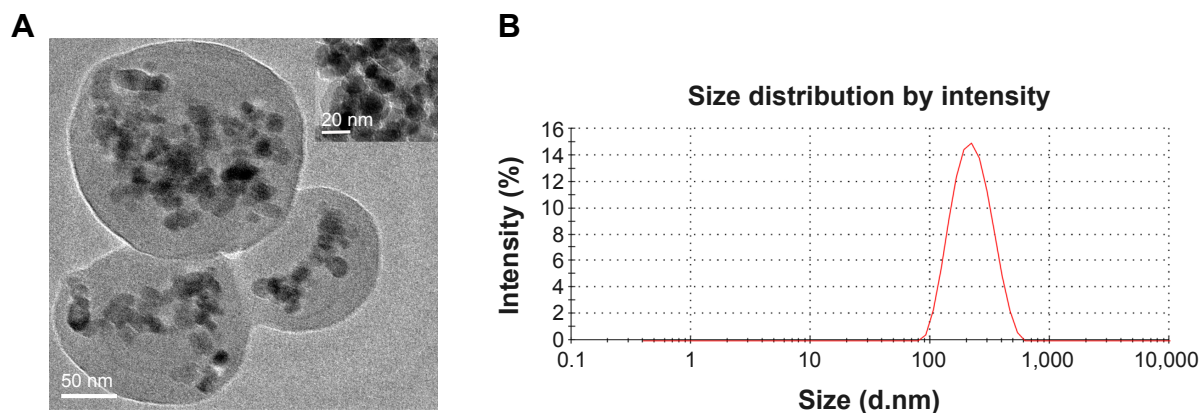 A
20 nm
50 nm
B
Size distribution by intensity
Intensity (%)
16
14
12
10
8
6
4
2
0
0.1 1 10 100 1,000 10,000
Size (d.nm)